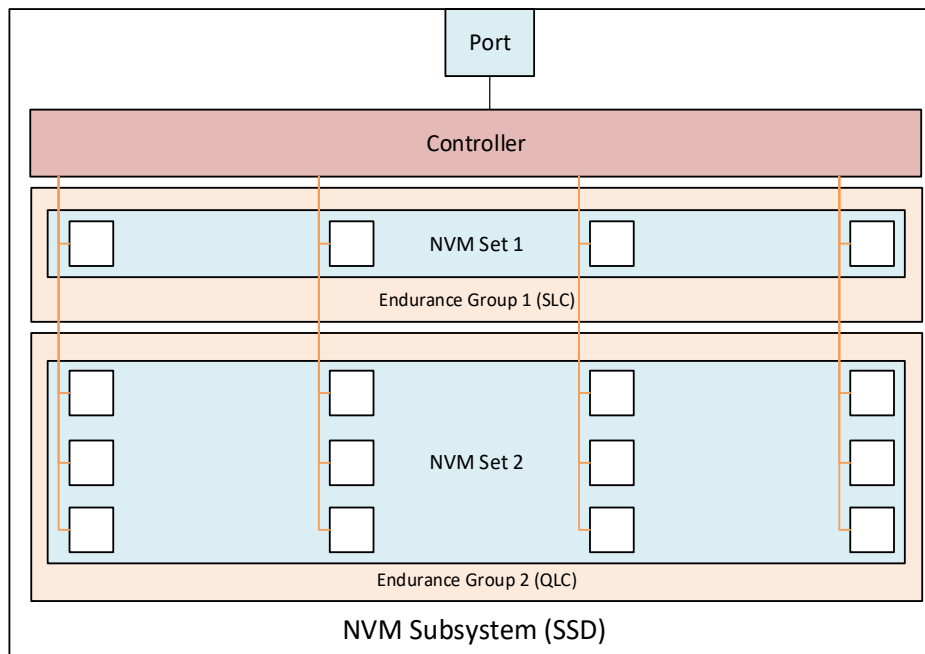 Port
Controller
NVM Set 1
Endurance Group 1 (SLC)
NVM Set 2
Endurance Group 2 (QLC)
NVM Subsystem (SSD)